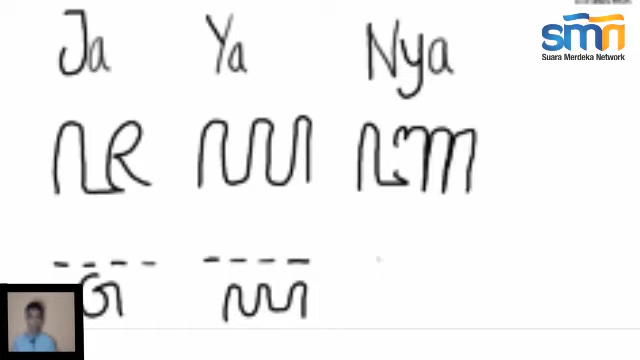 Ja Ya Nya
ꦗ ꦪ ꦚ
꧀ꦗ ꧀ꦪ
smn
Suara Merdeka Network